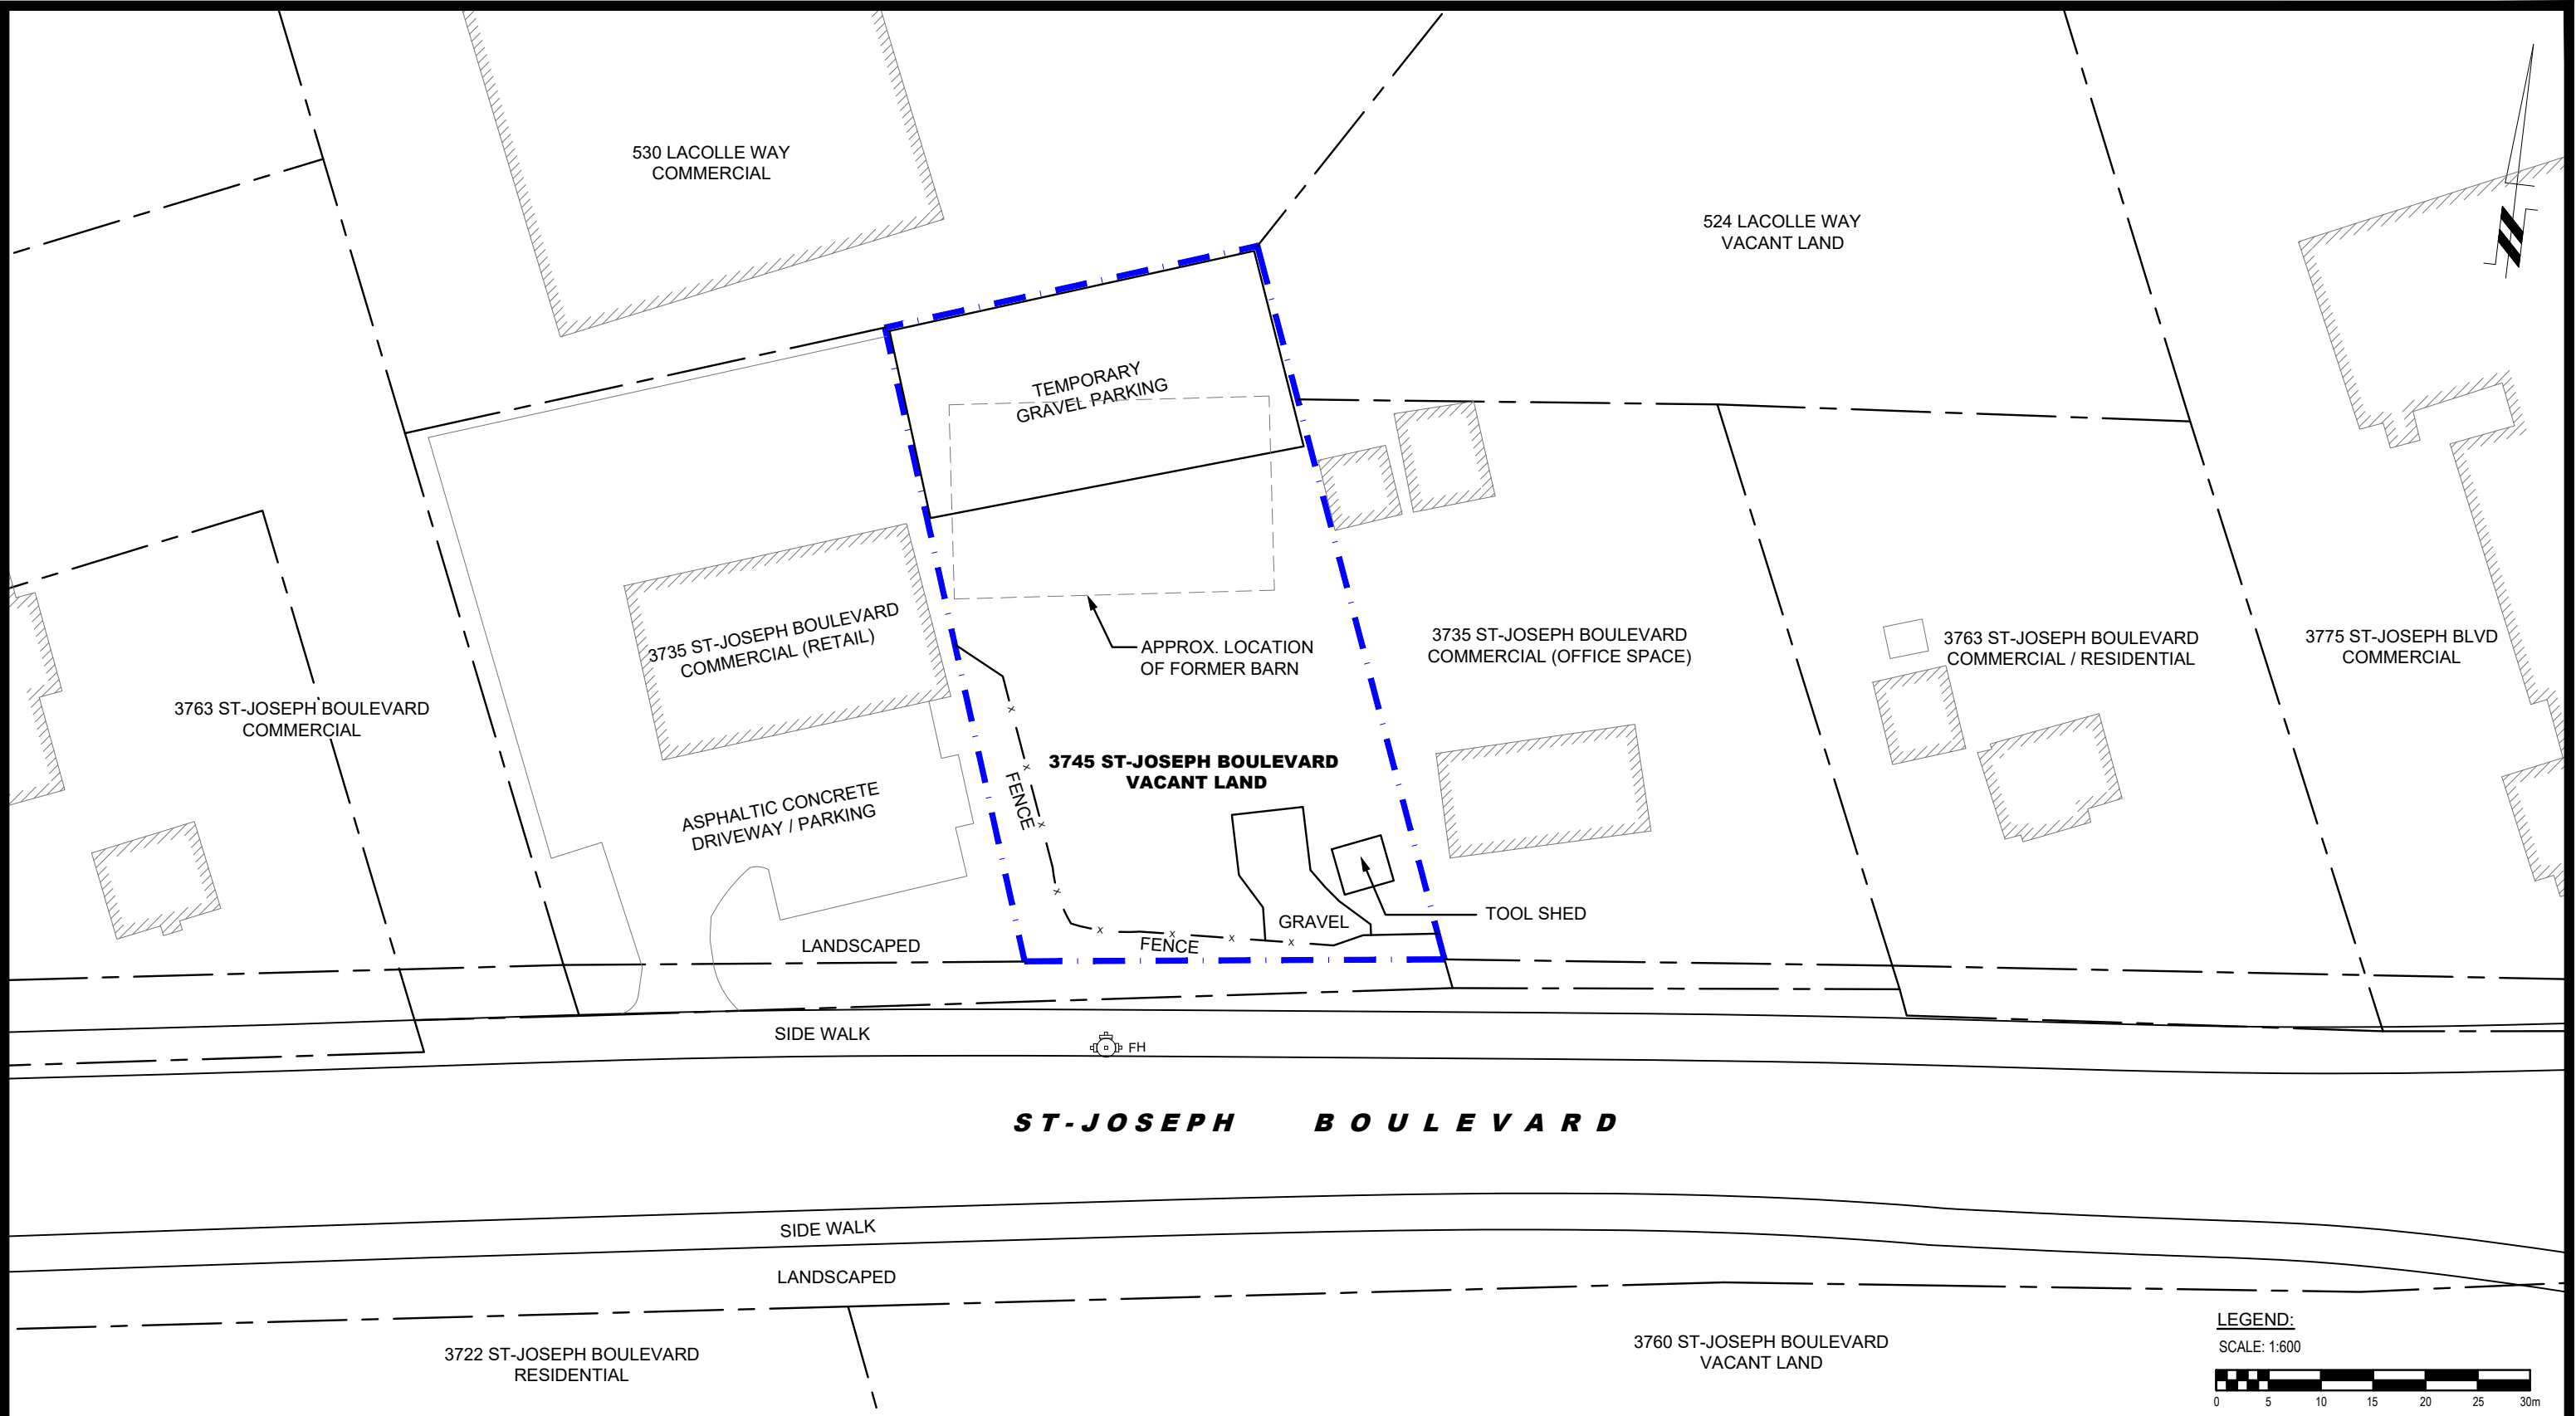 530 LACOLLE WAY
COMMERCIAL
524 LACOLLE WAY
VACANT LAND
TEMPORARY
GRAVEL PARKING
3735 ST-JOSEPH BOULEVARD
COMMERCIAL (RETAIL)
APPROX. LOCATION
OF FORMER BARN
3735 ST-JOSEPH BOULEVARD
COMMERCIAL (OFFICE SPACE)
3763 ST-JOSEPH BOULEVARD
COMMERCIAL / RESIDENTIAL
3775 ST-JOSEPH BLVD
COMMERCIAL
3763 ST-JOSEPH BOULEVARD
COMMERCIAL
3745 ST-JOSEPH BOULEVARD
VACANT LAND
ASPHALTIC CONCRETE
DRIVEWAY / PARKING
FENCE
GRAVEL
TOOL SHED
LANDSCAPED
FENCE
SIDE WALK
FH
ST-JOSEPH BOULEVARD
SIDE WALK
LANDSCAPED
3722 ST-JOSEPH BOULEVARD
RESIDENTIAL
3760 ST-JOSEPH BOULEVARD
VACANT LAND
LEGEND:
SCALE: 1:600
0 5 10 15 20 25 30m